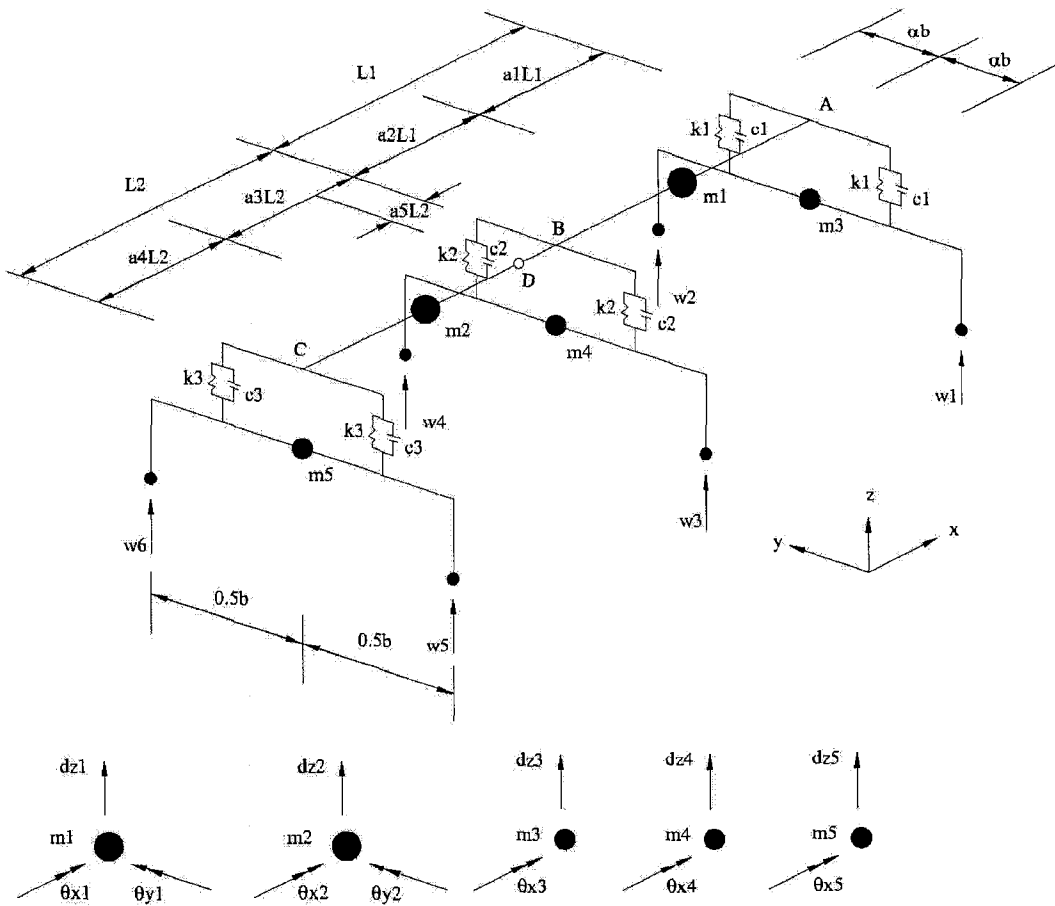 αb
αb
L1
a1L1
A
k1
c1
a2L1
L2
k1
c1
a3L2
m1
m3
a5L2
B
a4L2
k2
c2
D
w2
k2
c2
m2
m4
C
k3
c3
w1
w4
k3
c3
m5
z
w3
x
y
w6
0.5b
0.5b
w5
dz1
dz2
dz3
dz4
dz5
m1
m2
m3
m4
m5
θx1
θy1
θx2
θy2
θx3
θx4
θx5